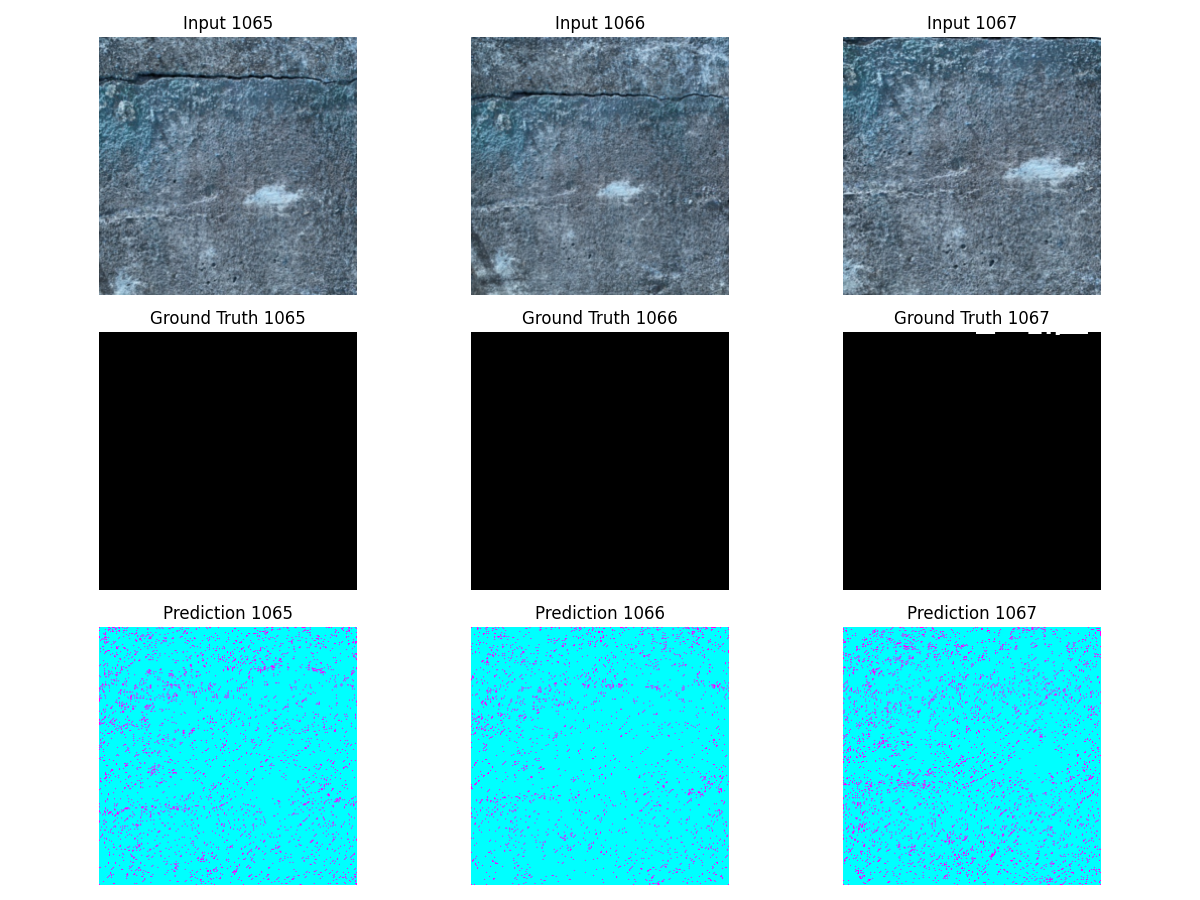 Input 1065
Input 1066
Input 1067
Ground Truth 1065
Ground Truth 1066
Ground Truth 1067
Prediction 1065
Prediction 1066
Prediction 1067